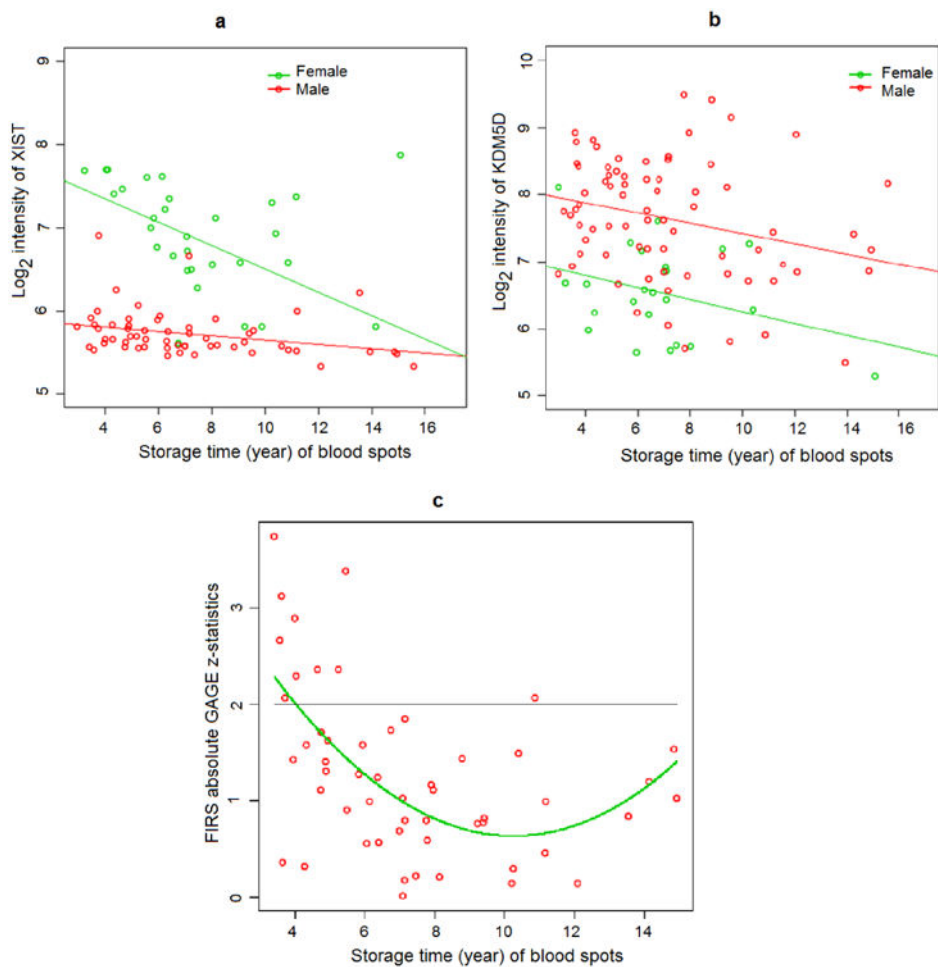 a
9
8
7
6
5
Log2 intensity of XIST
Female
Male
4 6 8 10 12 14 16
Storage time (year) of blood spots
b
10
9
8
7
6
5
Log2 intensity of KDM5D
Female
Male
4 6 8 10 12 14 16
Storage time (year) of blood spots
c
3
2
1
0
FIRS absolute GAGE z-statistics
4 6 8 10 12 14
Storage time (year) of blood spots